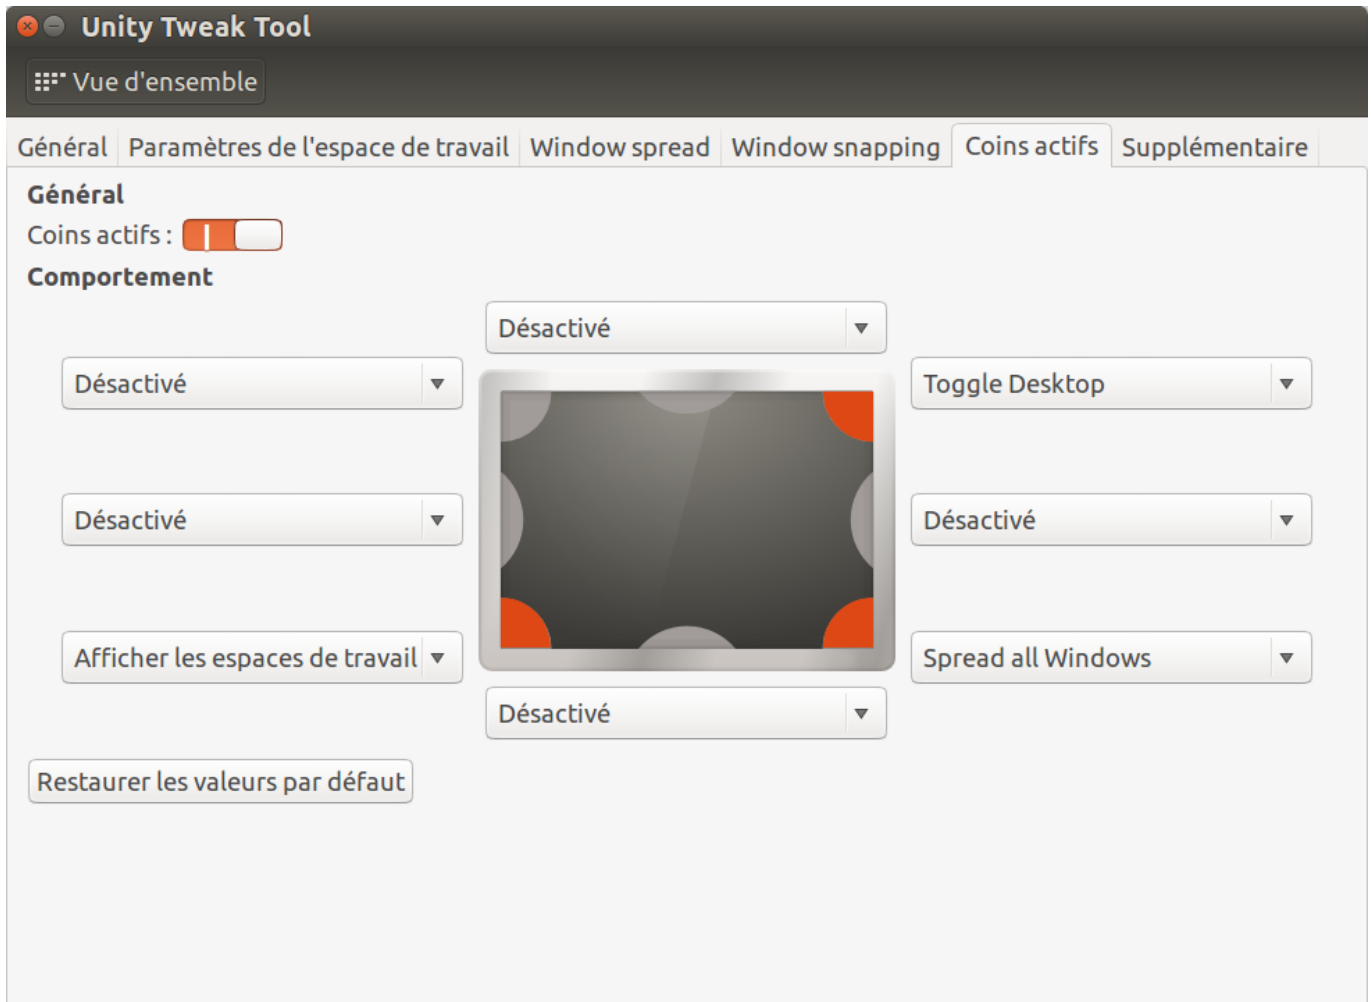 Unity Tweak Tool
Vue d'ensemble
Général Paramètres de l'espace de travail Window spread Window snapping Coins actifs Supplémentaire
Général
Coins actifs :
Comportement
Désactivé
Désactivé Toggle Desktop
Désactivé Désactivé
Afficher les espaces de travail Spread all Windows
Désactivé
Restaurer les valeurs par défaut